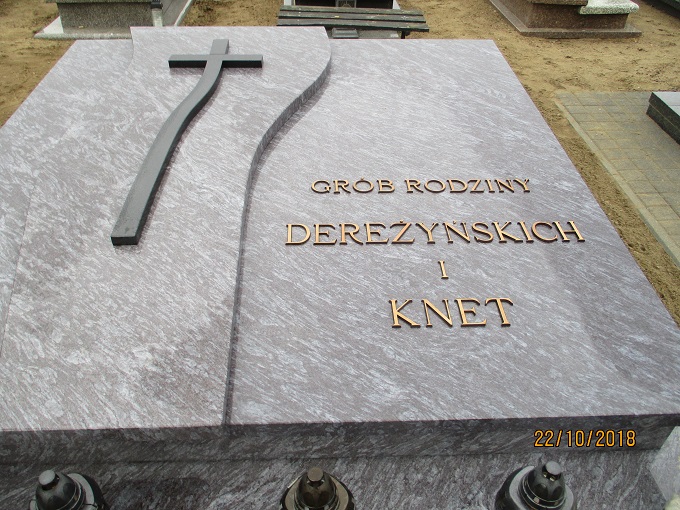 GRÓB RODZINY
DEREŻYŃSKICH
I
KNET
22/10/2018